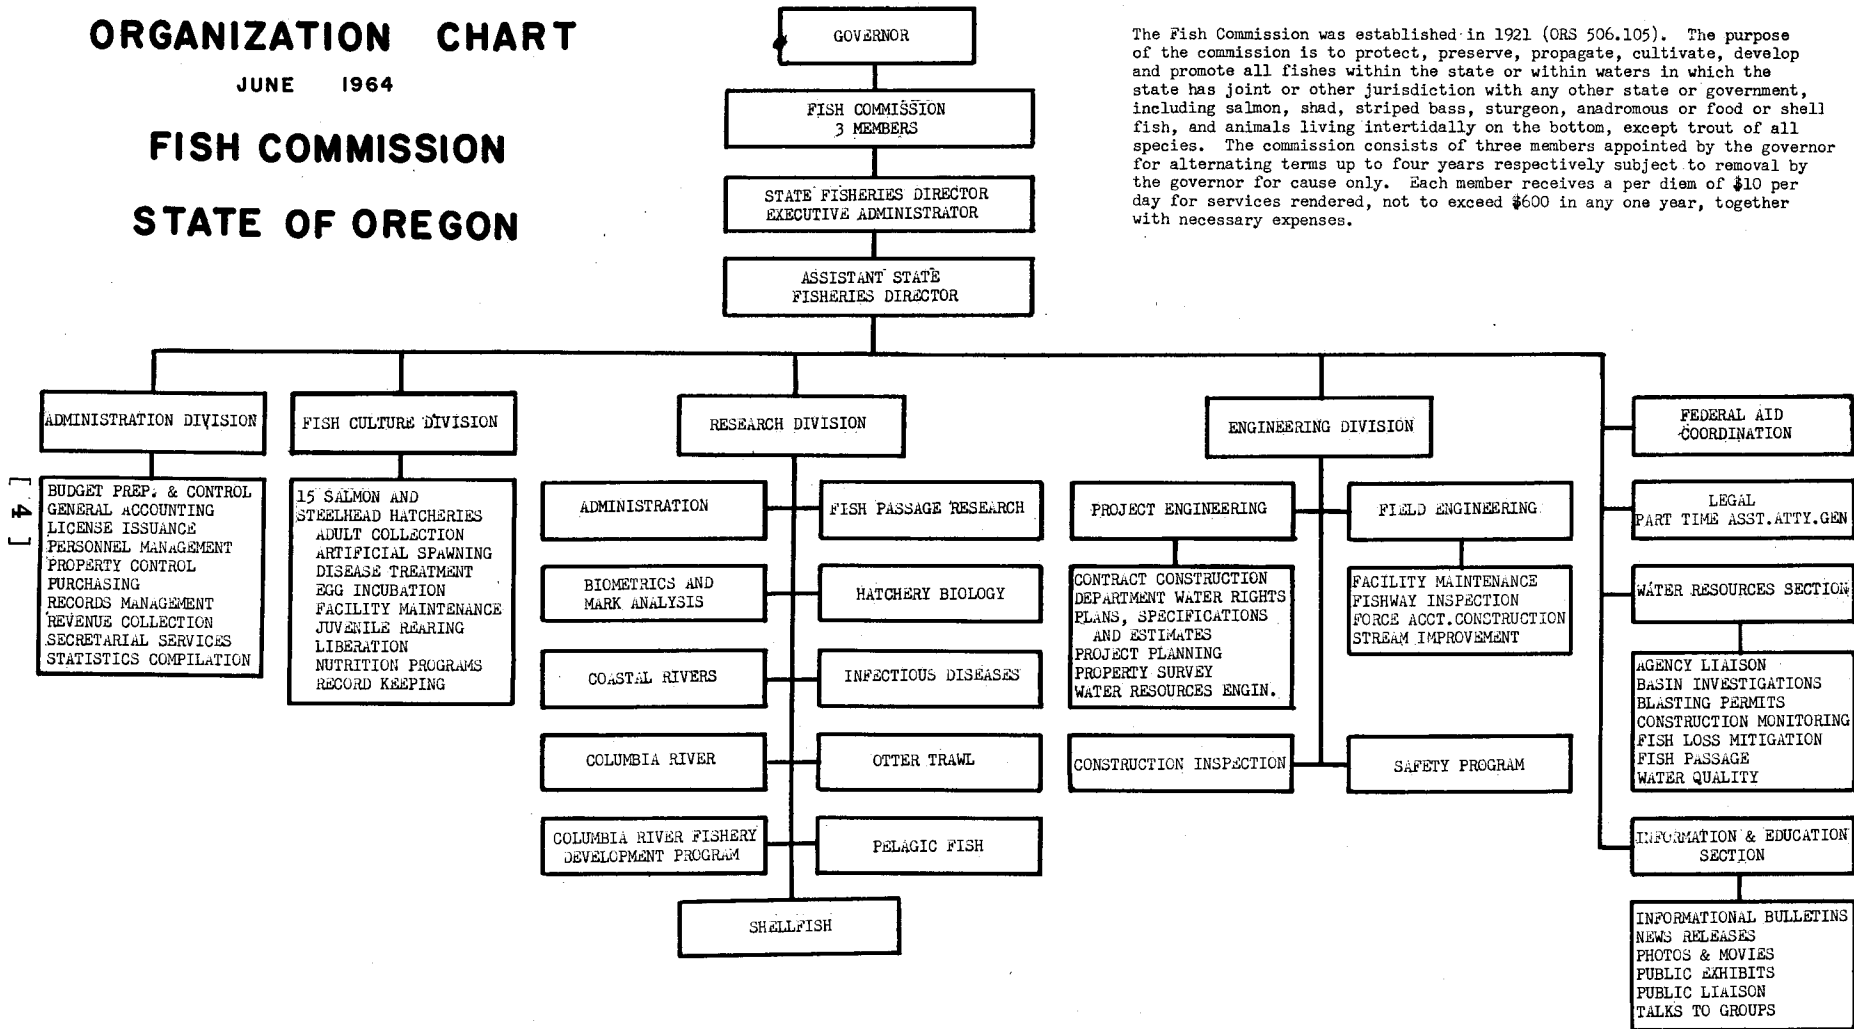 ORGANIZATION CHART
JUNE 1964
FISH COMMISSION
STATE OF OREGON
GOVERNOR
FISH COMMISSION
3 MEMBERS
STATE FISHERIES DIRECTOR
EXECUTIVE ADMINISTRATOR
ASSISTANT STATE
FISHERIES DIRECTOR
The Fish Commission was established in 1921 (ORS 506.105). The purpose
of the commission is to protect, preserve, propagate, cultivate, develop
and promote all fishes within the state or within waters in which the
state has joint or other jurisdiction with any other state or government,
including salmon, shad, striped bass, sturgeon, anadromous or food or shell
fish, and animals living intertidally on the bottom, except trout of all
species. The commission consists of three members appointed by the governor
for alternating terms up to four years respectively subject to removal by
the governor for cause only. Each member receives a per diem of $10 per
day for services rendered, not to exceed $600 in any one year, together
with necessary expenses.
ADMINISTRATION DIVISION
BUDGET PREP. & CONTROL
GENERAL ACCOUNTING
LICENSE ISSUANCE
PERSONNEL MANAGEMENT
PROPERTY CONTROL
PURCHASING
RECORDS MANAGEMENT
REVENUE COLLECTION
SECRETARIAL SERVICES
STATISTICS COMPILATION
FISH CULTURE DIVISION
15 SALMON AND
STEELHEAD HATCHERIES
ADULT COLLECTION
ARTIFICIAL SPAWNING
DISEASE TREATMENT
EGG INCUBATION
FACILITY MAINTENANCE
JUVENILE REARING
LIBERATION
NUTRITION PROGRAMS
RECORD KEEPING
RESEARCH DIVISION
ADMINISTRATION
FISH PASSAGE RESEARCH
BIOMETRICS AND
MARK ANALYSIS
HATCHERY BIOLOGY
COASTAL RIVERS
INFECTIOUS DISEASES
COLUMBIA RIVER
OTTER TRAWL
COLUMBIA RIVER FISHERY
DEVELOPMENT PROGRAM
PELAGIC FISH
SHELLFISH
ENGINEERING DIVISION
PROJECT ENGINEERING
CONTRACT CONSTRUCTION
DEPARTMENT WATER RIGHTS
PLANS, SPECIFICATIONS
AND ESTIMATES
PROJECT PLANNING
PROPERTY SURVEY
WATER RESOURCES ENGIN.
FIELD ENGINEERING
FACILITY MAINTENANCE
FISHWAY INSPECTION
FORCE ACCT.CONSTRUCTION
STREAM IMPROVEMENT
CONSTRUCTION INSPECTION
SAFETY PROGRAM
FEDERAL AID
COORDINATION
LEGAL
PART TIME ASST.ATTY.GEN
WATER RESOURCES SECTION
AGENCY LIAISON
BASIN INVESTIGATIONS
BLASTING PERMITS
CONSTRUCTION MONITORING
FISH LOSS MITIGATION
FISH PASSAGE
WATER QUALITY
INFORMATION & EDUCATION
SECTION
INFORMATIONAL BULLETINS
NEWS RELEASES
PHOTOS & MOVIES
PUBLIC EXHIBITS
PUBLIC LIAISON
TALKS TO GROUPS
[ 4 ]